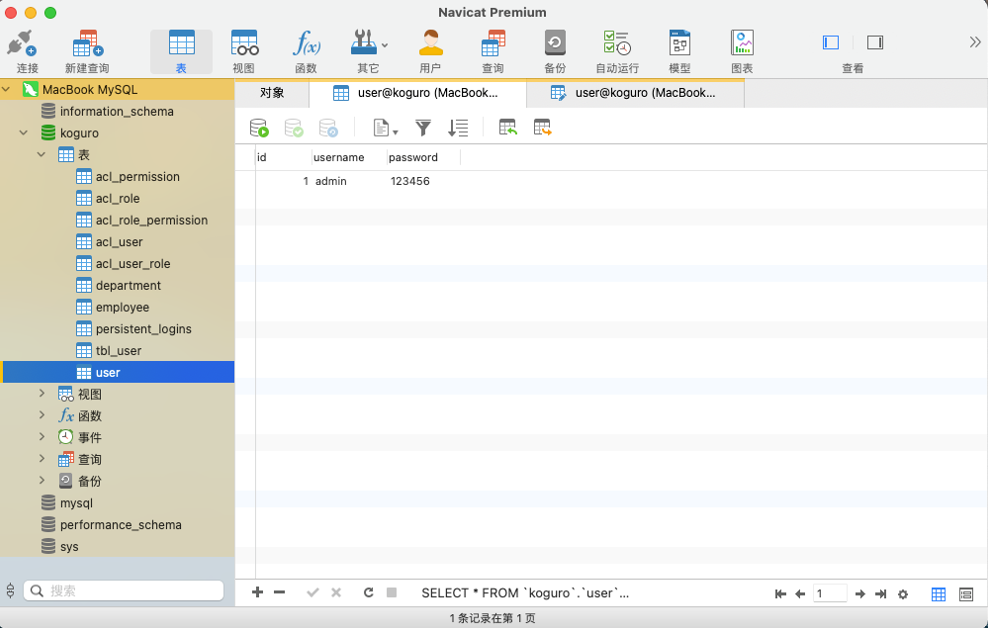 Navicat Premium
连接 新建查询 表 视图 函数 其它 用户 查询 备份 自动运行 模型 图表 查看
MacBook MySQL
information_schema
koguro
表
acl_permission
acl_role
acl_role_permission
acl_user
acl_user_role
department
employee
persistent_logins
tbl_user
user
视图
函数
事件
查询
备份
mysql
performance_schema
sys
搜索
对象 user@koguro (MacBook... user@koguro (MacBook...
id username password
1 admin 123456
SELECT * FROM `koguro`.`user`...
1
1 条记录在第 1 页